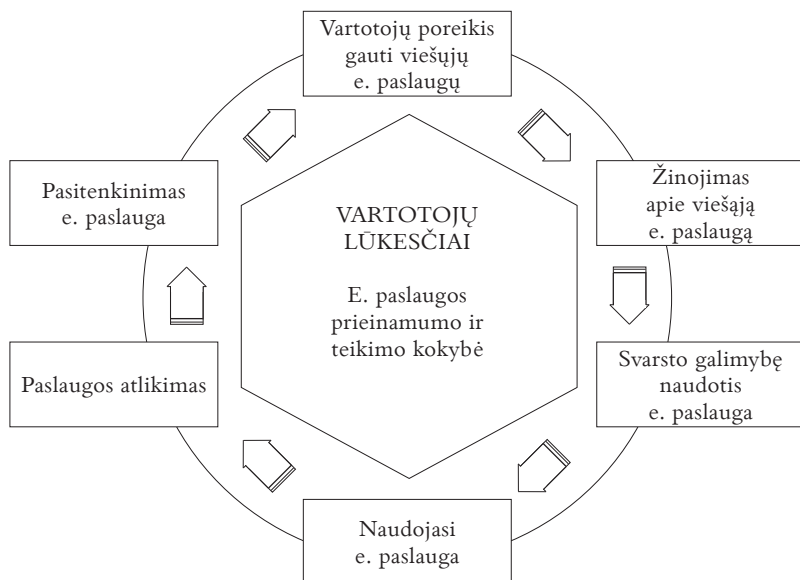 Vartotojų poreikis
gauti viešųjų
e. paslaugų
Žinojimas
apie viešąją
e. paslaugą
Svarsto galimybę
naudotis
e. paslauga
Naudojasi
e. paslauga
Paslaugos atlikimas
Pasitenkinimas
e. paslauga
VARTOTOJŲ
LŪKESČIAI
E. paslaugos
prieinamumo ir
teikimo kokybė